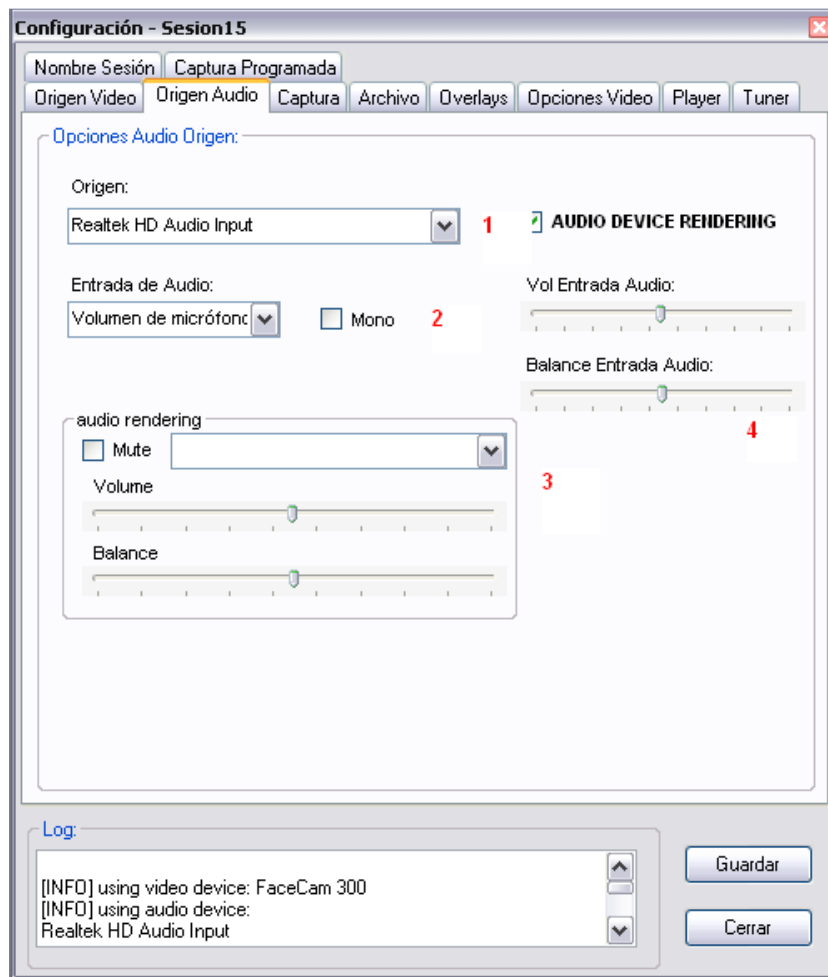 Configuración - Sesion15
Nombre Sesión Captura Programada
Origen Video Origen Audio Captura Archivo Overlays Opciones Video Player Tuner
Opciones Audio Origen:
Origen:
Realtek HD Audio Input 1 AUDIO DEVICE RENDERING
Entrada de Audio: Vol Entrada Audio:
Volumen de micrófono Mono 2
Balance Entrada Audio:
audio rendering 4
Mute
Volume 3
Balance
Log:
[INFO] using video device: FaceCam 300 Guardar
[INFO] using audio device:
Realtek HD Audio Input Cerrar